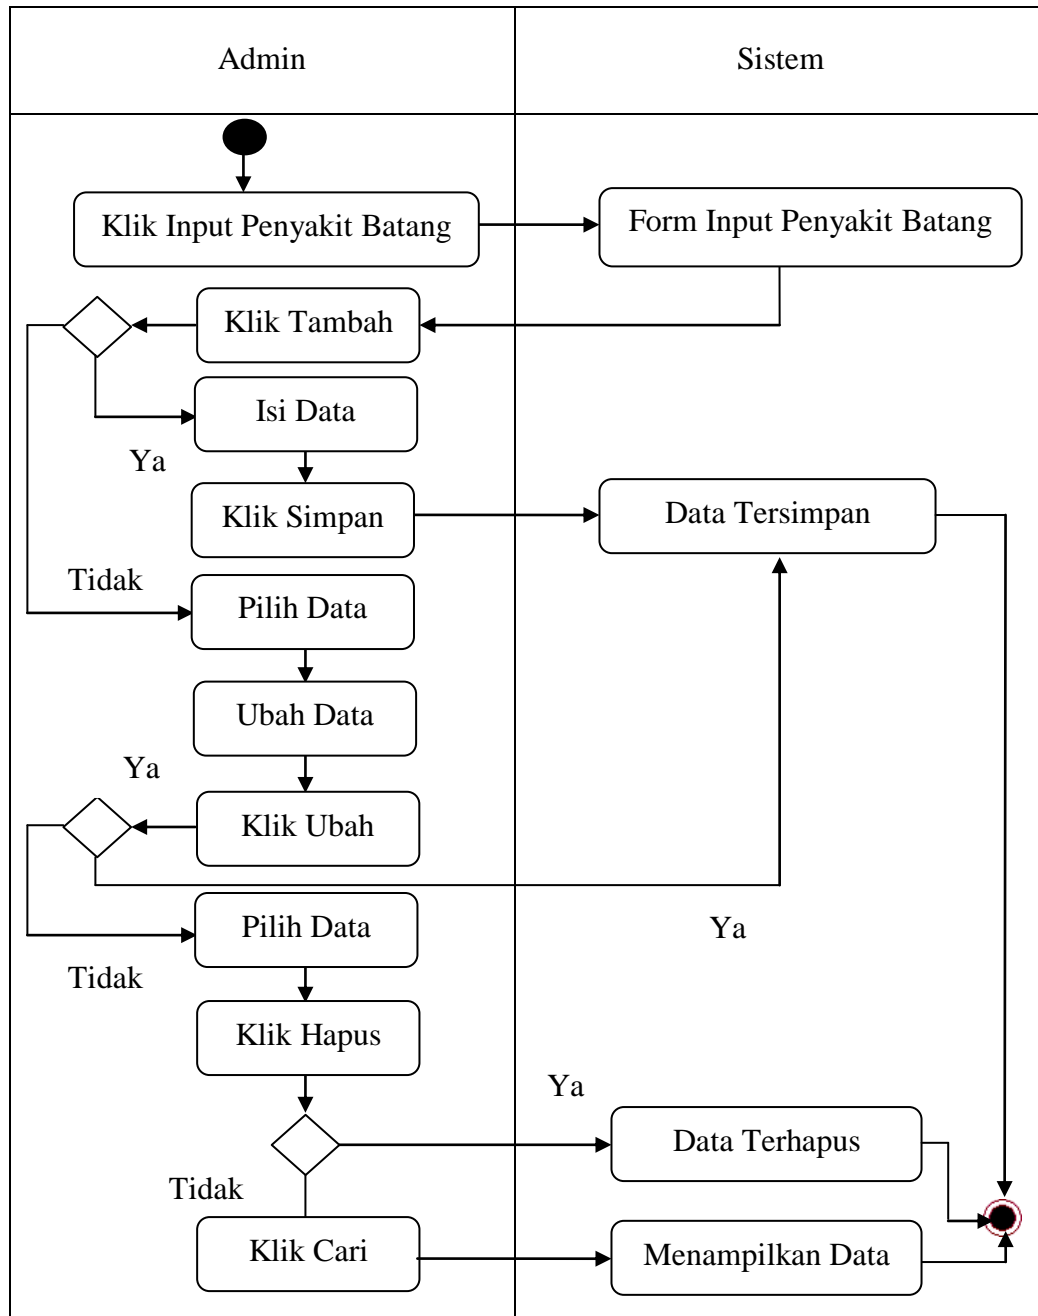 Admin
Sistem
Klik Input Penyakit Batang
Form Input Penyakit Batang
Klik Tambah
Isi Data
Ya
Klik Simpan
Data Tersimpan
Tidak
Pilih Data
Ubah Data
Ya
Klik Ubah
Pilih Data
Ya
Tidak
Klik Hapus
Ya
Data Terhapus
Tidak
Klik Cari
Menampilkan Data